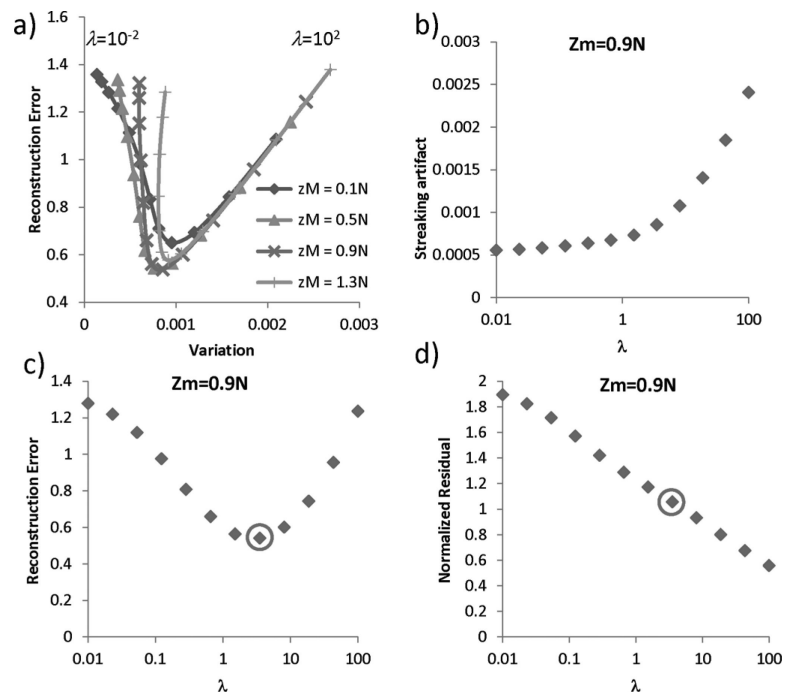 a)
λ=10-2
λ=102
1.6
1.4
1.2
1
0.8
0.6
0.4
Reconstruction Error
0
0.001
0.002
0.003
Variation
zM = 0.1N
zM = 0.5N
zM = 0.9N
zM = 1.3N
b)
Zm=0.9N
0.003
0.0025
0.002
0.0015
0.001
0.0005
0
Streaking artifact
0.01
1
100
λ
c)
Zm=0.9N
1.4
1.2
1
0.8
0.6
0.4
0.2
0
Reconstruction Error
0.01
0.1
1
10
100
λ
d)
Zm=0.9N
2
1.8
1.6
1.4
1.2
1
0.8
0.6
0.4
0.2
0
Normalized Residual
0.01
0.1
1
10
100
λ